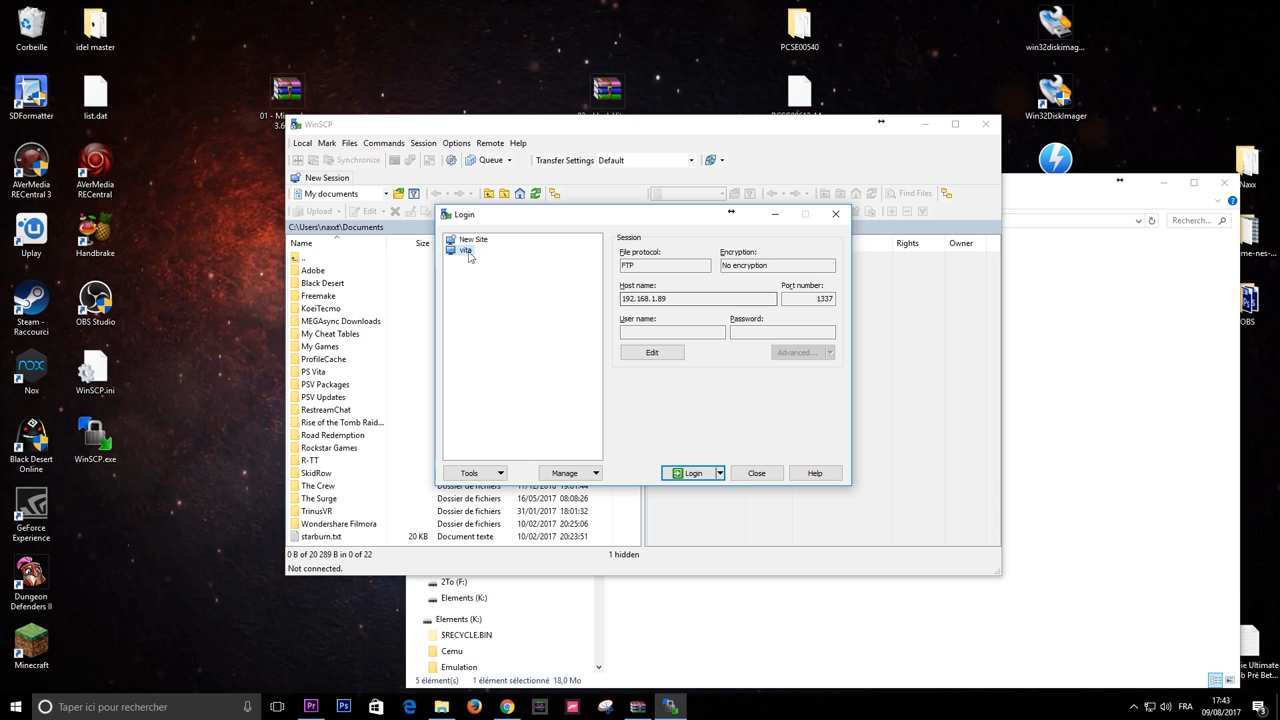 Corbeille
idel master
PCSE00540
win32diskimag...
SDFormatter
list.dat
Win32DiskImager
AVerMedia RECentral 3
AVerMedia RECentral
Uplay
Handbrake
Steam - Raccourci
OBS Studio
Nox
WinSCP.ini
Black Desert Online
WinSCP.exe
GeForce Experience
Dungeon Defenders II
Minecraft
Naxx
OBS
WinSCP
Local Mark Files Commands Session Options Remote Help
Synchronize Queue Transfer Settings Default
New Session
My documents Find Files
Upload Edit
C:\Users\naxxt\Documents
Name Size Rights Owner
..
Adobe
Black Desert
Freemake
KoeiTecmo
MEGAsync Downloads
My Cheat Tables
My Games
ProfileCache
PS Vita
PSV Packages
PSV Updates
RestreamChat
Rise of the Tomb Raid...
Road Redemption
Rockstar Games
R-TT
SkidRow
The Crew Dossier de fichiers
The Surge Dossier de fichiers 16/05/2017 08:08:26
TrinusVR Dossier de fichiers 31/01/2017 18:01:32
Wondershare Filmora Dossier de fichiers 10/02/2017 20:25:06
starburn.txt 20 KB Document texte 10/02/2017 20:23:51
0 B of 20 289 B in 0 of 22 1 hidden
Not connected.
Login
New Site
vita
Session
File protocol: Encryption:
FTP No encryption
Host name: Port number:
192.168.1.89 1337
User name: Password:
Edit Advanced...
Tools Manage Login Close Help
Recherch...
2To (F:)
Elements (K:)
Elements (K:)
$RECYCLE.BIN
Cemu
Emulation
5 élément(s) 1 élément sélectionné 18,0 Mo
Taper ici pour rechercher
FRA
17:43
09/08/2017